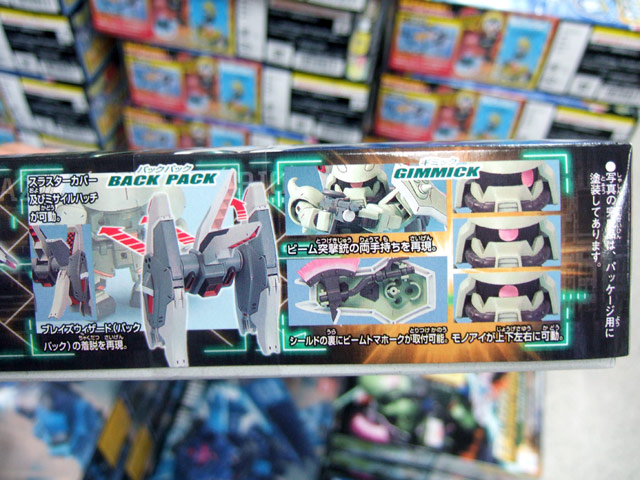 バックパック
BACK PACK
スラスターカバー
及びミサイルハッチ
が可動。
ブレイズウィザード(バック
パック)の着脱を再現。
ギミック
GIMMICK
ビーム突撃銃の両手持ちを再現。
シールドの裏にビームトマホークが取付可能。
モノアイが上下左右に可動。
●写真の完成品は、パッケージ用に
塗装してあります。